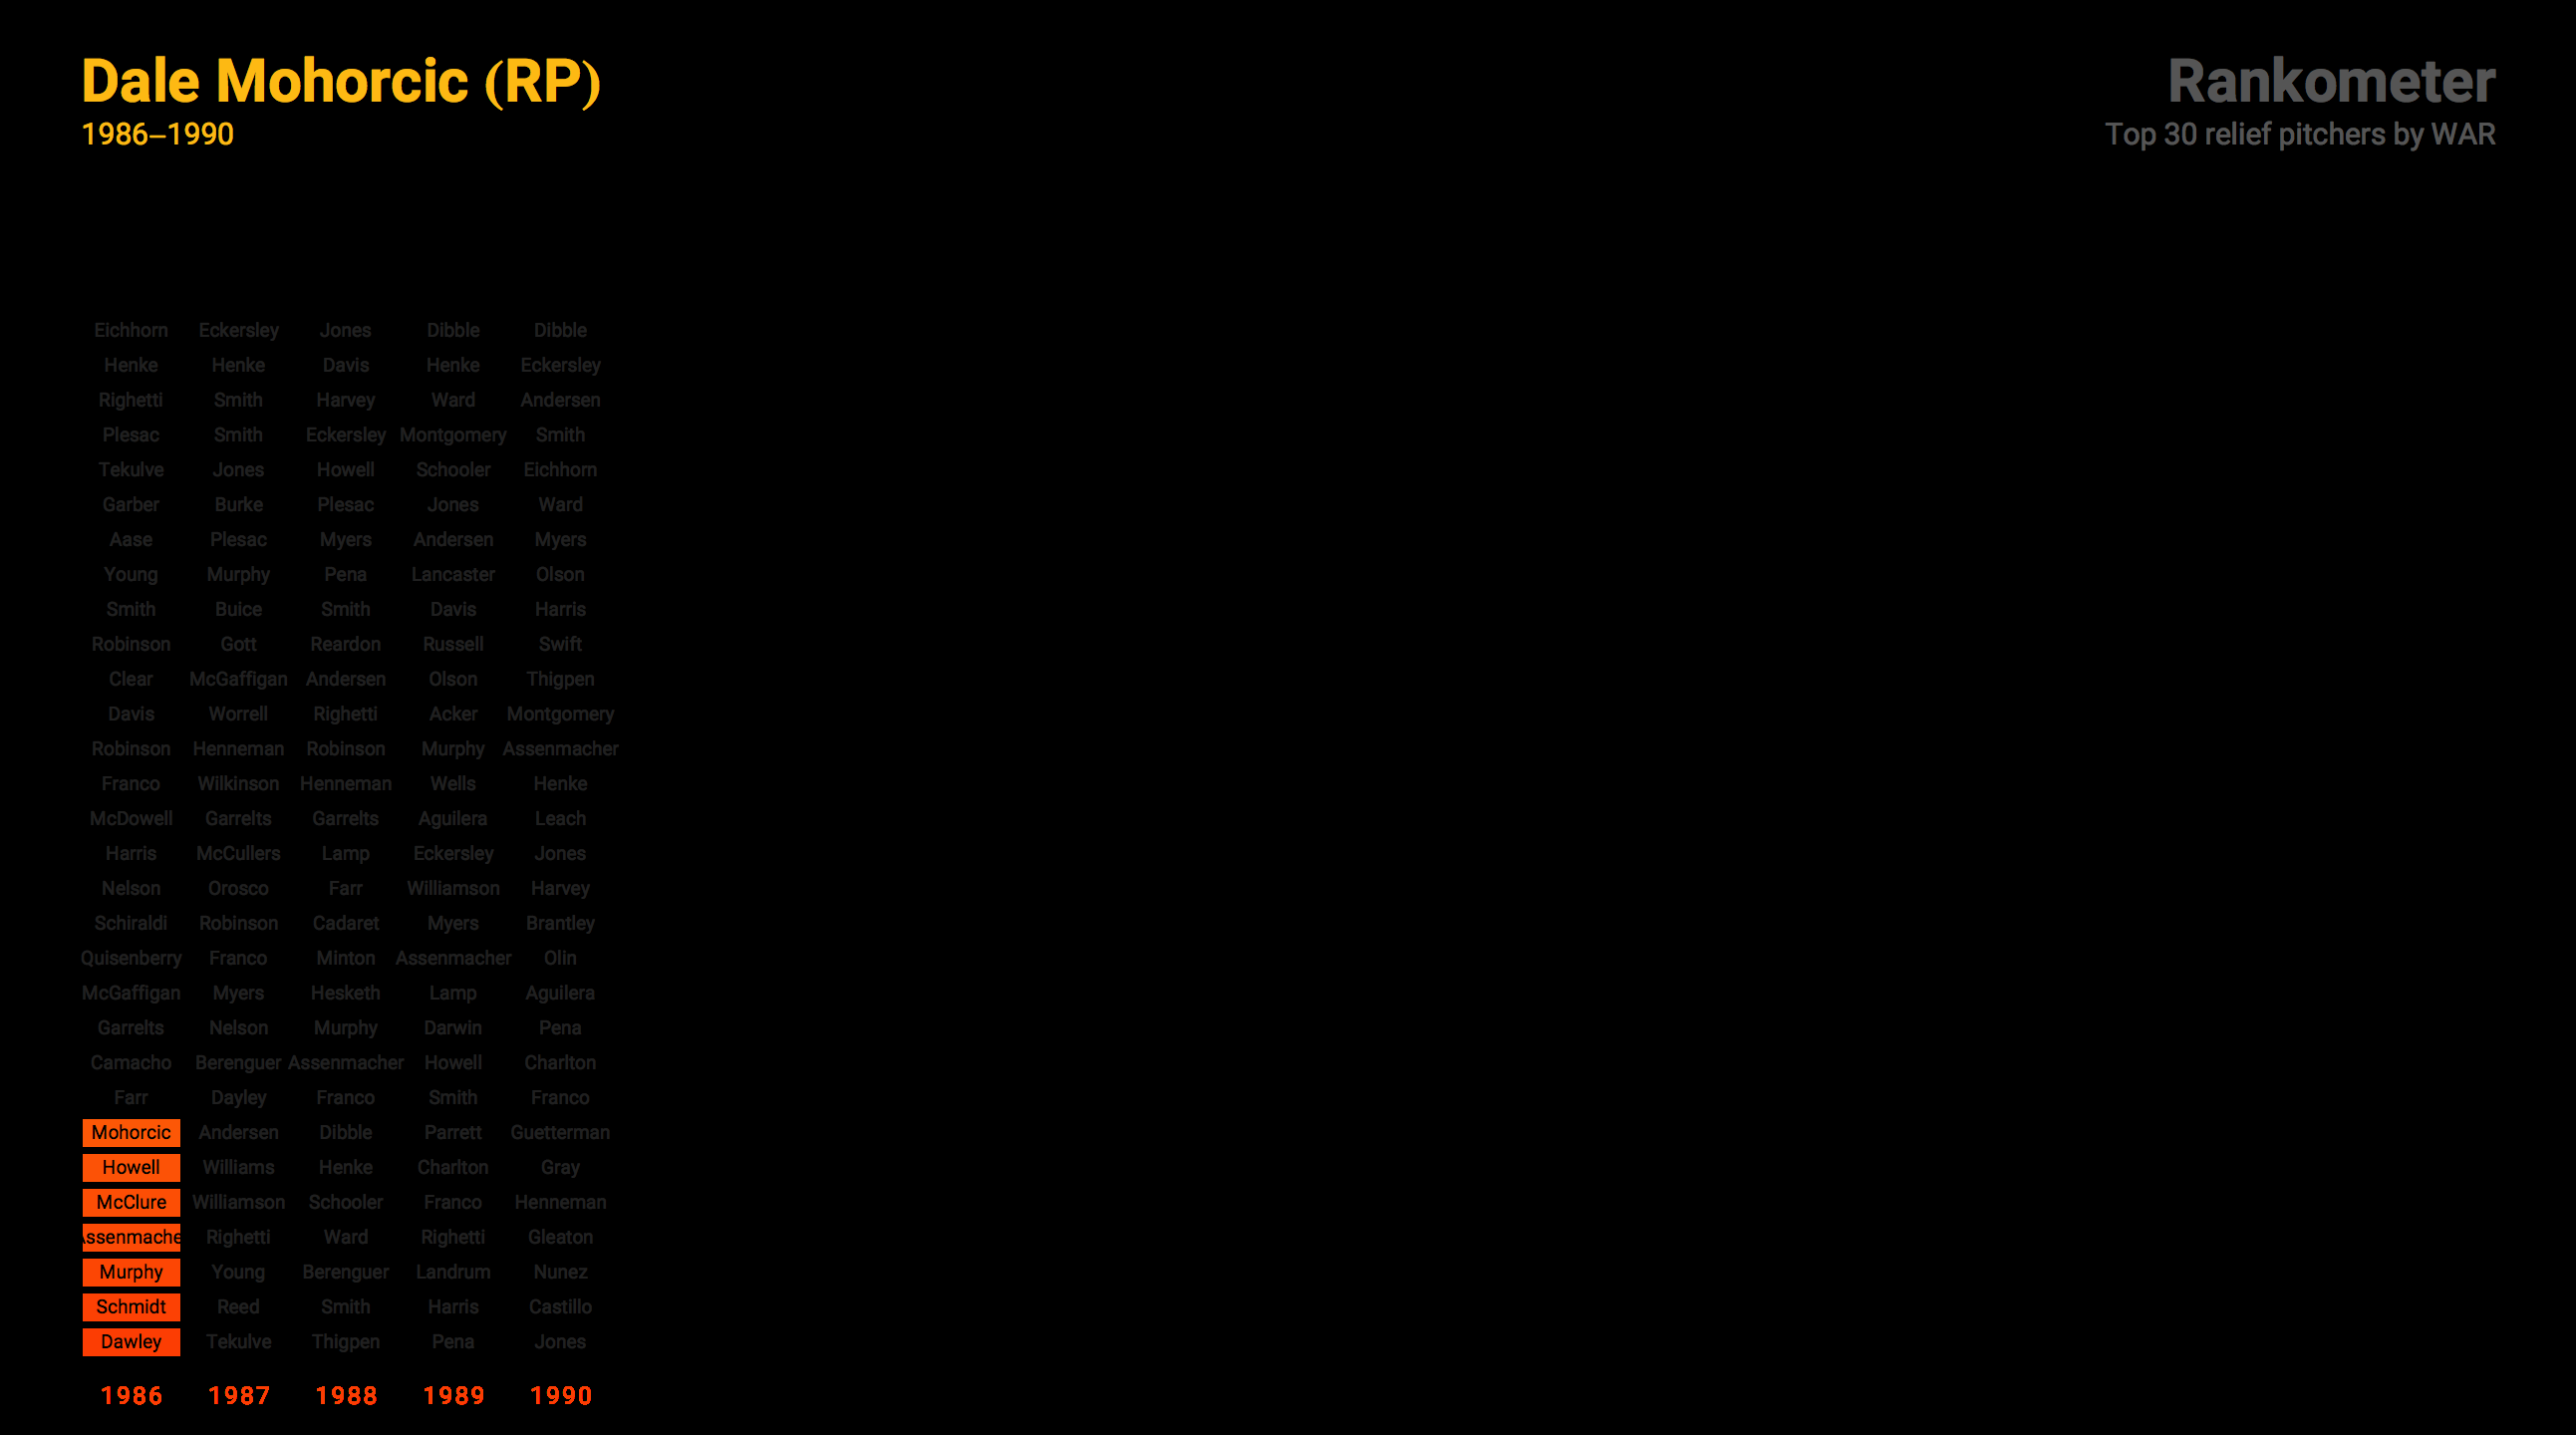 Dale Mohorcic (RP)
1986–1990
Rankometer
Top 30 relief pitchers by WAR
Eichhorn Eckersley Jones Dibble Dibble
Henke Henke Davis Henke Eckersley
Righetti Smith Harvey Ward Andersen
Plesac Smith Eckersley Montgomery Smith
Tekulve Jones Howell Schooler Eichhorn
Garber Burke Plesac Jones Ward
Aase Plesac Myers Andersen Myers
Young Murphy Pena Lancaster Olson
Smith Buice Smith Davis Harris
Robinson Gott Reardon Russell Swift
Clear McGaffigan Andersen Olson Thigpen
Davis Worrell Righetti Acker Montgomery
Robinson Henneman Robinson Murphy Assenmacher
Franco Wilkinson Henneman Wells Henke
McDowell Garrelts Garrelts Aguilera Leach
Harris McCullers Lamp Eckersley Jones
Nelson Orosco Farr Williamson Harvey
Schiraldi Robinson Cadaret Myers Brantley
Quisenberry Franco Minton Assenmacher Olin
McGaffigan Myers Hesketh Lamp Aguilera
Garrelts Nelson Murphy Darwin Pena
Camacho Berenguer Assenmacher Howell Charlton
Farr Dayley Franco Smith Franco
Mohorcic Andersen Dibble Parrett Guetterman
Howell Williams Henke Charlton Gray
McClure Williamson Schooler Franco Henneman
ssenmache Righetti Ward Righetti Gleaton
Murphy Young Berenguer Landrum Nunez
Schmidt Reed Smith Harris Castillo
Dawley Tekulve Thigpen Pena Jones
1986 1987 1988 1989 1990